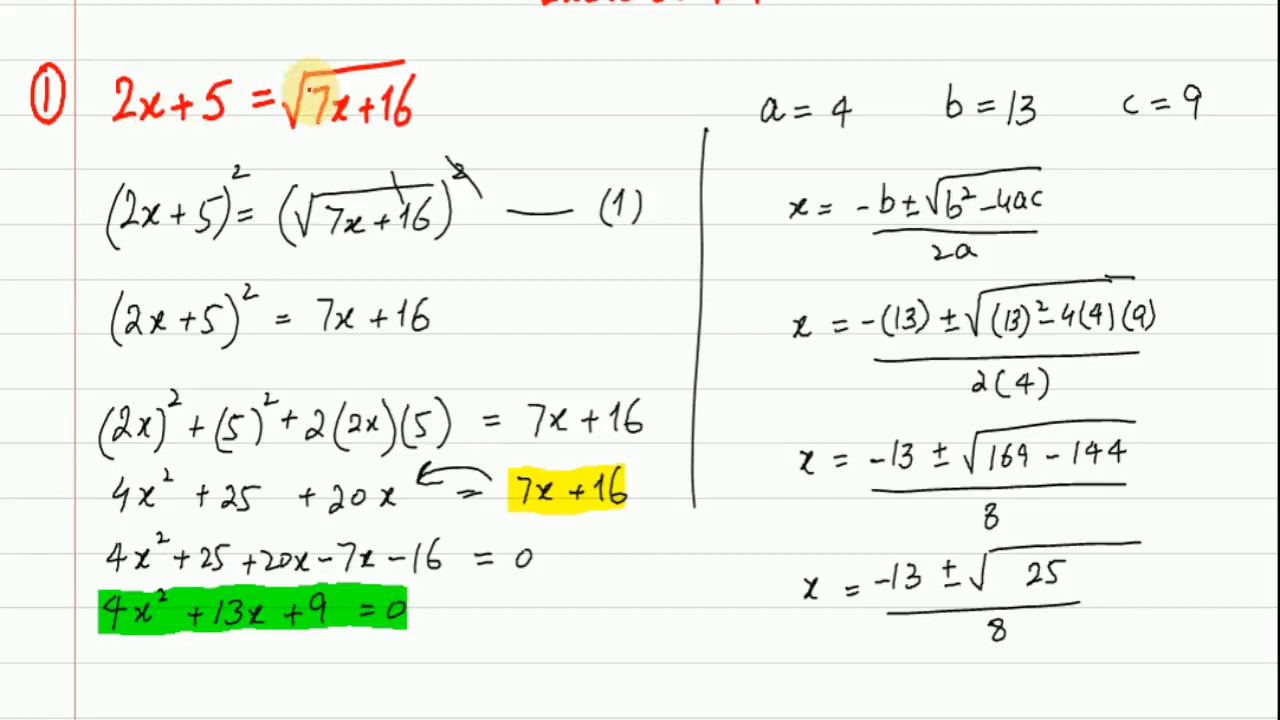 ① 2x + 5 = √(7x + 16)
(2x + 5)² = (√(7x + 16))² —— (1)
(2x + 5)² = 7x + 16
(2x)² + (5)² + 2(2x)(5) = 7x + 16
4x² + 25 + 20x = 7x + 16
4x² + 25 + 20x - 7x - 16 = 0
4x² + 13x + 9 = 0
a = 4 b = 13 c = 9
x = (-b ± √(b² - 4ac)) / 2a
x = (-(13) ± √((13)² - 4(4)(9))) / 2(4)
x = (-13 ± √(169 - 144)) / 8
x = (-13 ± √25) / 8